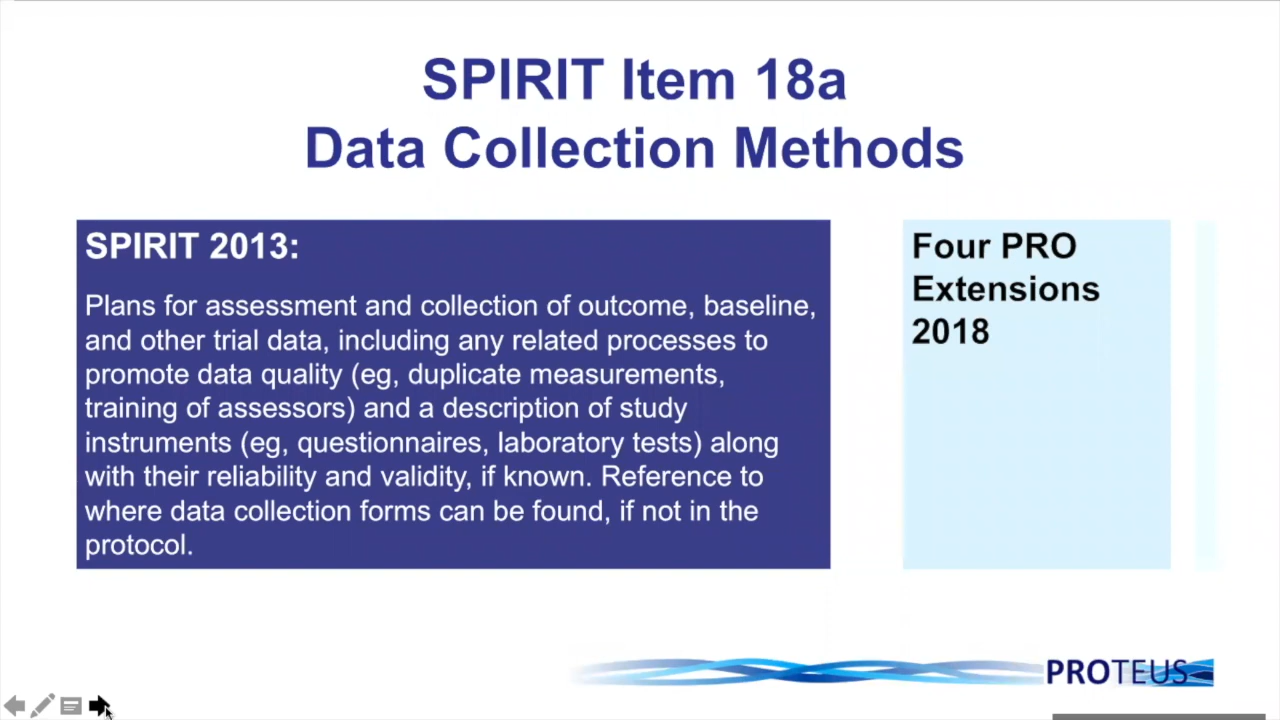 SPIRIT Item 18a
Data Collection Methods
SPIRIT 2013:
Plans for assessment and collection of outcome, baseline,
and other trial data, including any related processes to
promote data quality (eg, duplicate measurements,
training of assessors) and a description of study
instruments (eg, questionnaires, laboratory tests) along
with their reliability and validity, if known. Reference to
where data collection forms can be found, if not in the
protocol.
Four PRO
Extensions
2018
PROTEUS